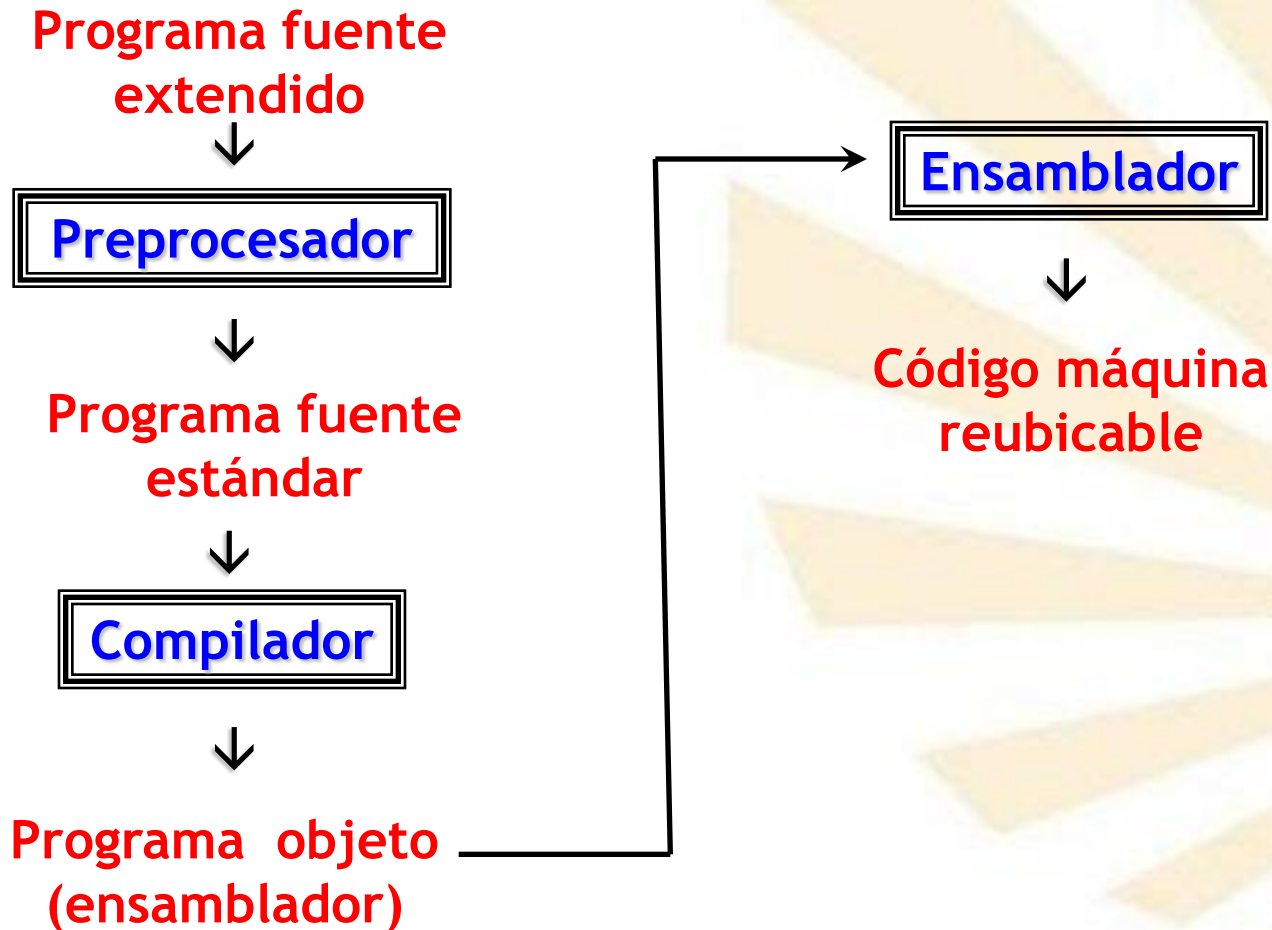 Programa fuente
extendido
Preprocesador
Programa fuente
estándar
Compilador
Programa objeto
(ensamblador)
Ensamblador
Código máquina
reubicable